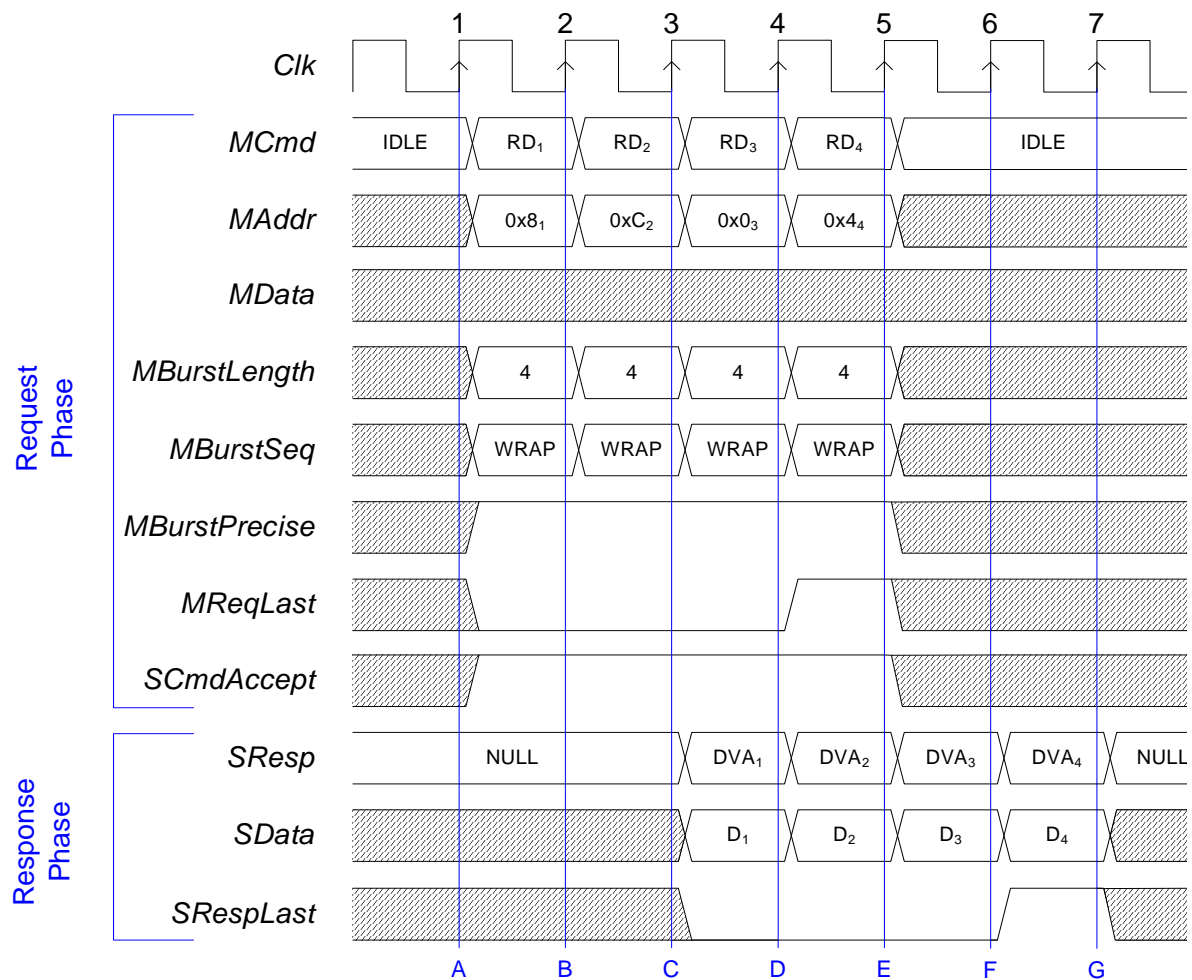 1 2 3 4 5 6 7
Clk
MCmd IDLE RD₁ RD₂ RD₃ RD₄ IDLE
MAddr 0x8₁ 0xC₂ 0x0₃ 0x4₄
MData
MBurstLength 4 4 4 4
MBurstSeq WRAP WRAP WRAP WRAP
MBurstPrecise
MReqLast
SCmdAccept
Request
Phase
SResp NULL DVA₁ DVA₂ DVA₃ DVA₄ NULL
SData D₁ D₂ D₃ D₄
SRespLast
Response
Phase
A B C D E F G